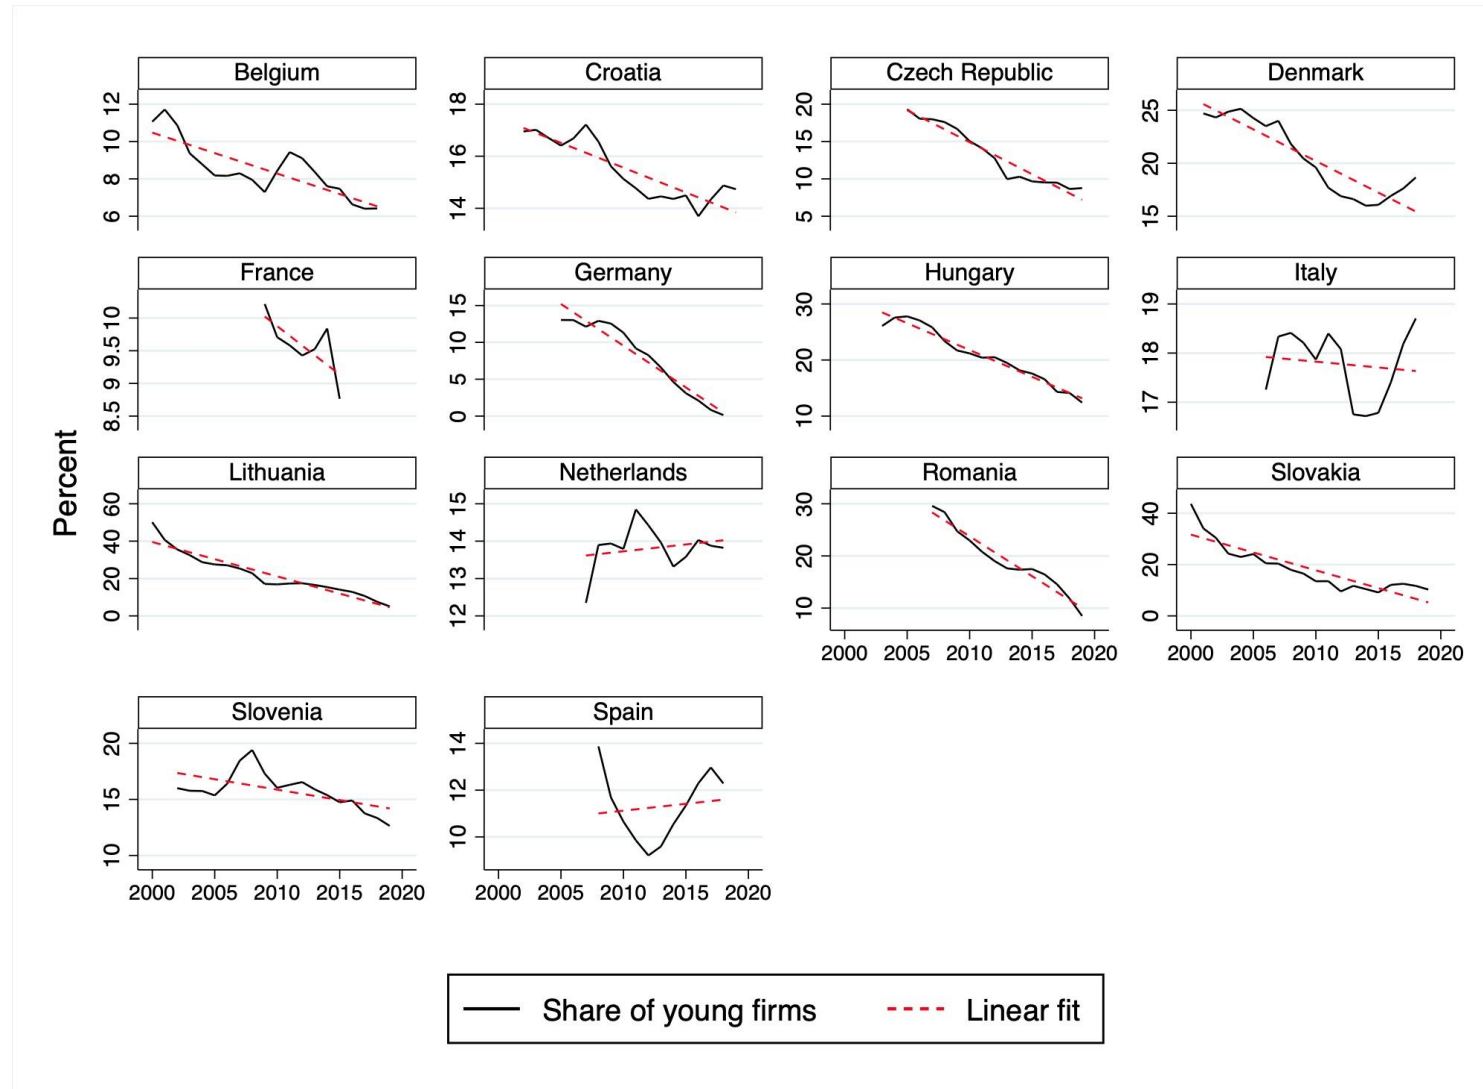 Percent
Belgium
12
10
8
6
Croatia
18
16
14
Czech Republic
20
15
10
5
Denmark
25
20
15
France
10
9.5
9
8.5
Germany
15
10
5
0
Hungary
30
20
10
Italy
19
18
17
Lithuania
60
40
20
0
Netherlands
15
14
13
12
Romania
30
20
10
2000 2005 2010 2015 2020
Slovakia
40
20
0
2000 2005 2010 2015 2020
Slovenia
20
15
10
2000 2005 2010 2015 2020
Spain
14
12
10
2000 2005 2010 2015 2020
Share of young firms
Linear fit